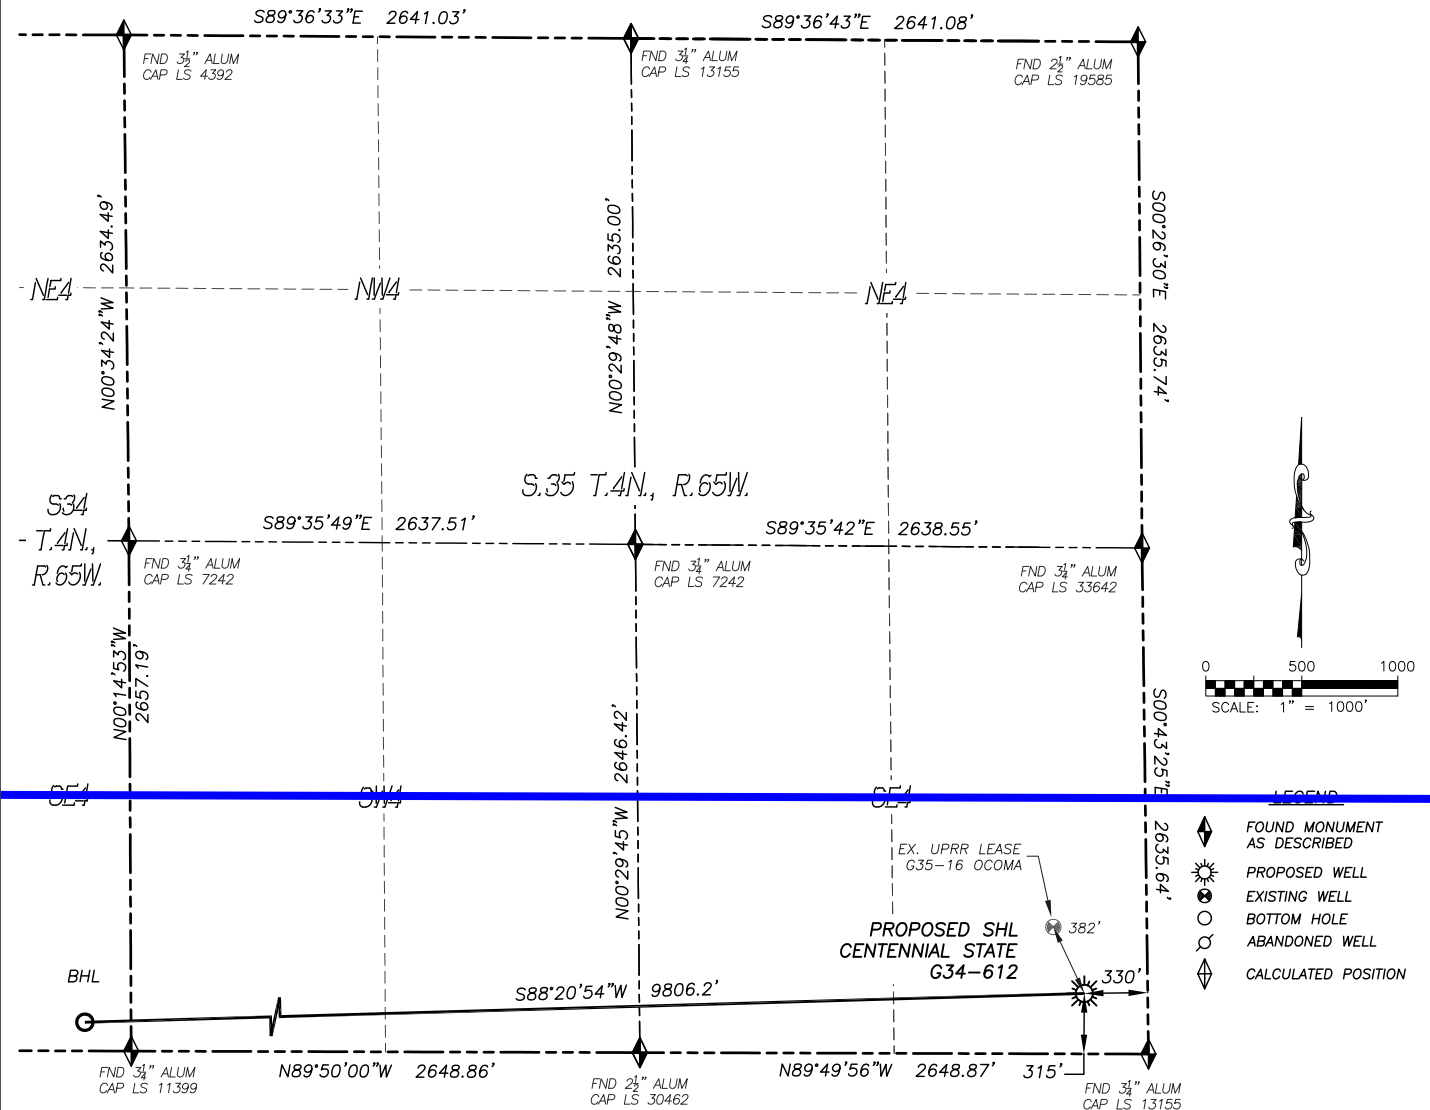 S89°36'33"E 2641.03'
S89°36'43"E 2641.08'
FND 3½" ALUM
CAP LS 4392
FND 3¼" ALUM
CAP LS 13155
FND 2½" ALUM
CAP LS 19585
N00°34'24"W 2634.49'
N00°29'48"W 2635.00'
S00°26'30"E 2635.74'
NE4
NW4
NE4
S.35 T.4N., R.65W.
S34
T.4N.,
R.65W.
S89°35'49"E 2637.51'
S89°35'42"E 2638.55'
FND 3¼" ALUM
CAP LS 7242
FND 3¼" ALUM
CAP LS 7242
FND 3¼" ALUM
CAP LS 33642
0 500 1000
SCALE: 1" = 1000'
N00°14'53"W
2657.19'
N00°29'45"W 2646.42'
S00°43'25"E 2635.64'
SE4
SW4
SE4
LEGEND
FOUND MONUMENT
AS DESCRIBED
PROPOSED WELL
EXISTING WELL
BOTTOM HOLE
ABANDONED WELL
CALCULATED POSITION
EX. UPRR LEASE
G35-16 OCOMA
382'
PROPOSED SHL
CENTENNIAL STATE
G34-612
330'
BHL
S88°20'54"W 9806.2'
N89°50'00"W 2648.86'
N89°49'56"W 2648.87'
315'
FND 3¼" ALUM
CAP LS 11399
FND 2½" ALUM
CAP LS 30462
FND 3¼" ALUM
CAP LS 13155